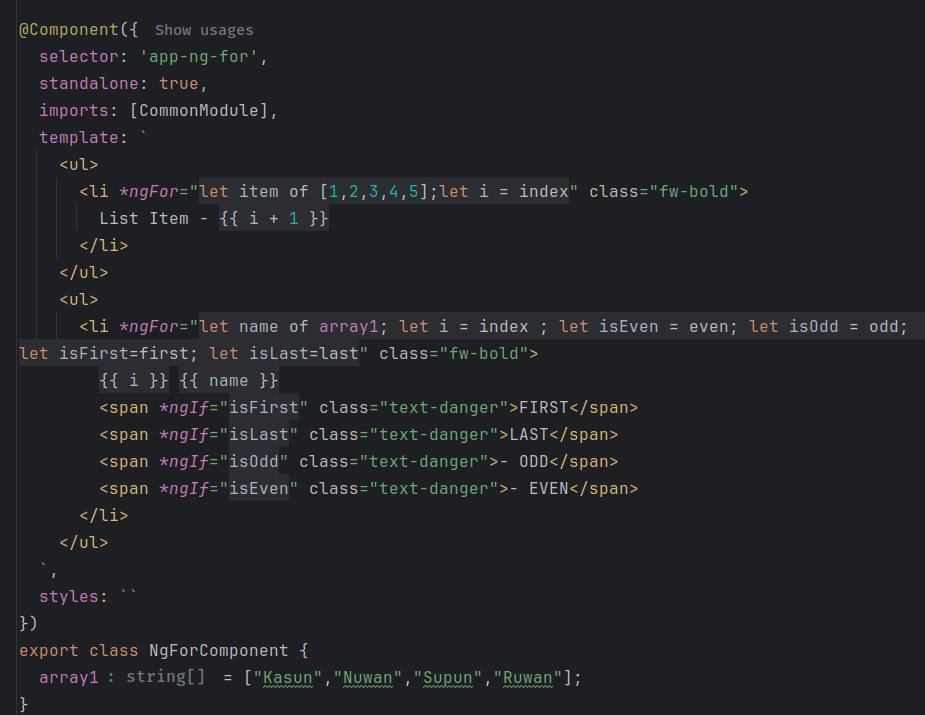 @Component({ Show usages
  selector: 'app-ng-for',
  standalone: true,
  imports: [CommonModule],
  template: `
    <ul>
      <li *ngFor="let item of [1,2,3,4,5];let i = index" class="fw-bold">
        List Item - {{ i + 1 }}
      </li>
    </ul>
    <ul>
      <li *ngFor="let name of array1; let i = index ; let isEven = even; let isOdd = odd;
let isFirst=first; let isLast=last" class="fw-bold">
        {{ i }} {{ name }}
        <span *ngIf="isFirst" class="text-danger">FIRST</span>
        <span *ngIf="isLast" class="text-danger">LAST</span>
        <span *ngIf="isOdd" class="text-danger">- ODD</span>
        <span *ngIf="isEven" class="text-danger">- EVEN</span>
      </li>
    </ul>
  `,
  styles: ``
})
export class NgForComponent {
  array1 : string[] = ["Kasun","Nuwan","Supun","Ruwan"];
}